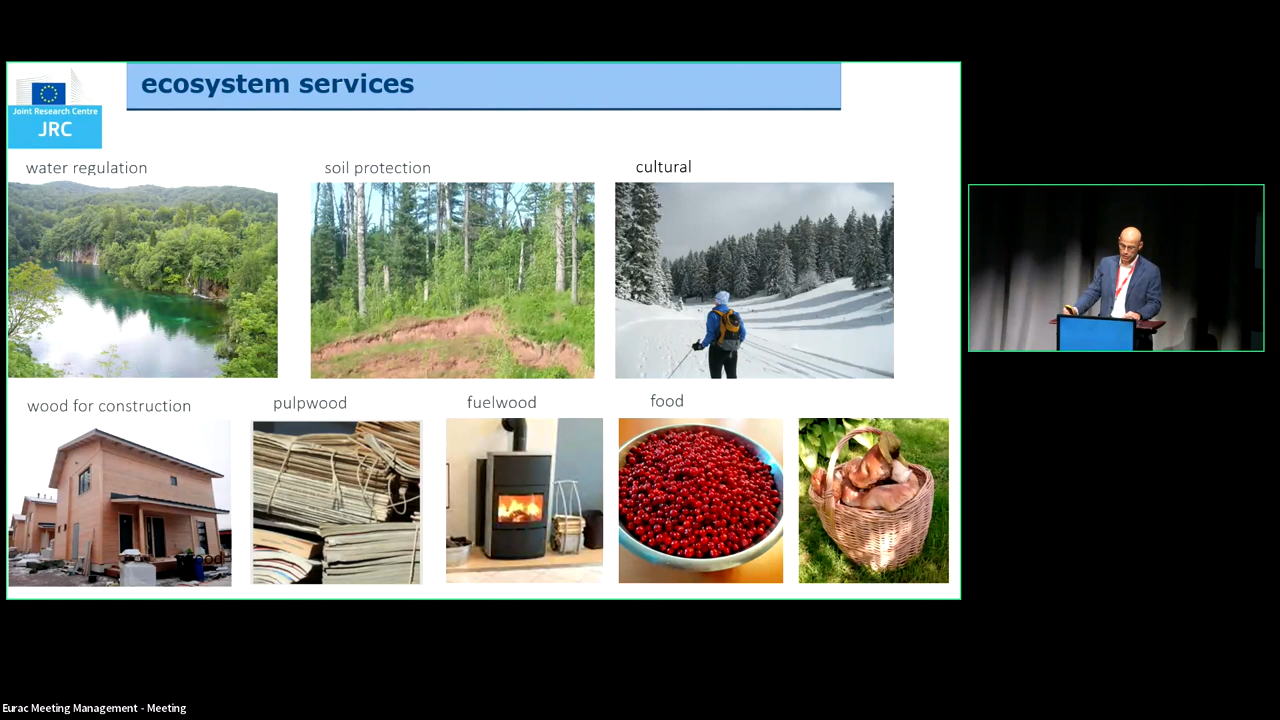 ecosystem services
Joint Research Centre
JRC
water regulation
soil protection
cultural
wood for construction
pulpwood
fuelwood
food
Eurac Meeting Management - Meeting